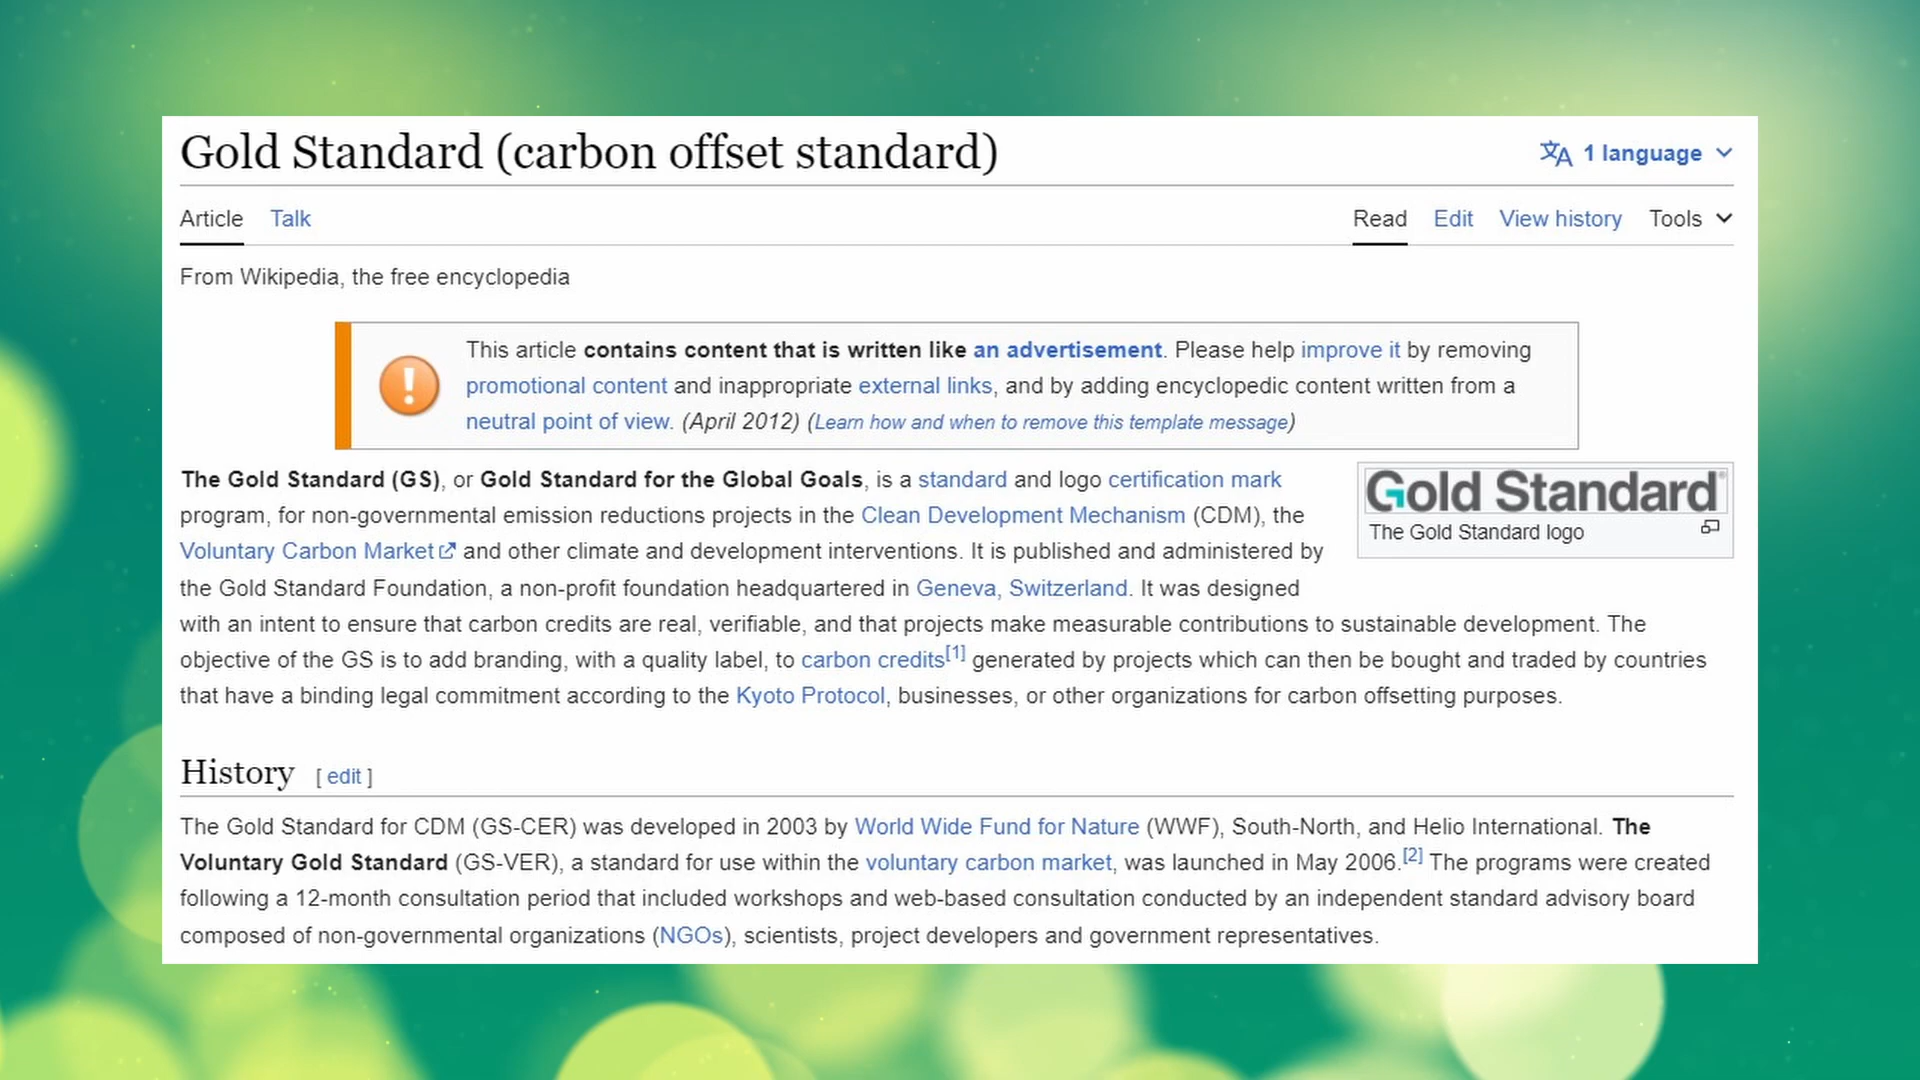 Gold Standard (carbon offset standard)
1 language
Article Talk
Read Edit View history Tools
From Wikipedia, the free encyclopedia
This article contains content that is written like an advertisement. Please help improve it by removing
promotional content and inappropriate external links, and by adding encyclopedic content written from a
neutral point of view. (April 2012) (Learn how and when to remove this template message)
The Gold Standard (GS), or Gold Standard for the Global Goals, is a standard and logo certification mark
program, for non-governmental emission reductions projects in the Clean Development Mechanism (CDM), the
Voluntary Carbon Market and other climate and development interventions. It is published and administered by
the Gold Standard Foundation, a non-profit foundation headquartered in Geneva, Switzerland. It was designed
with an intent to ensure that carbon credits are real, verifiable, and that projects make measurable contributions to sustainable development. The
objective of the GS is to add branding, with a quality label, to carbon credits[1] generated by projects which can then be bought and traded by countries
that have a binding legal commitment according to the Kyoto Protocol, businesses, or other organizations for carbon offsetting purposes.
Gold Standard®
The Gold Standard logo
History [ edit ]
The Gold Standard for CDM (GS-CER) was developed in 2003 by World Wide Fund for Nature (WWF), South-North, and Helio International. The
Voluntary Gold Standard (GS-VER), a standard for use within the voluntary carbon market, was launched in May 2006.[2] The programs were created
following a 12-month consultation period that included workshops and web-based consultation conducted by an independent standard advisory board
composed of non-governmental organizations (NGOs), scientists, project developers and government representatives.